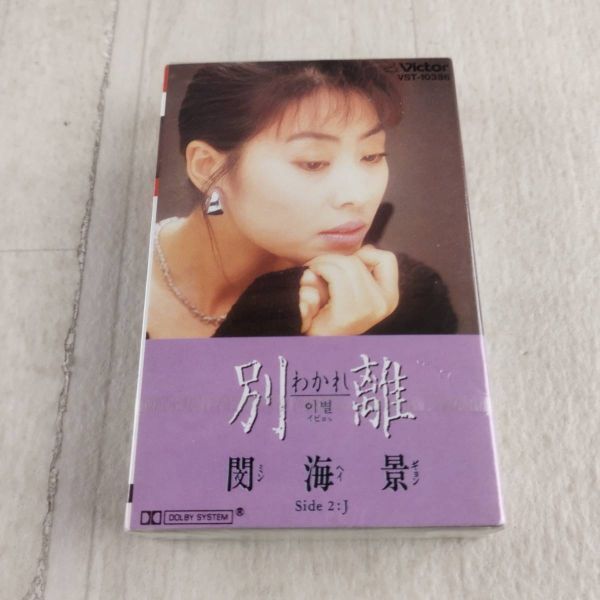 Victor
VST-10386
別離
わかれ
이별
イビョル
閔海景
ミン ヘイ ギョン
Side 2:J
DOLBY SYSTEM ®